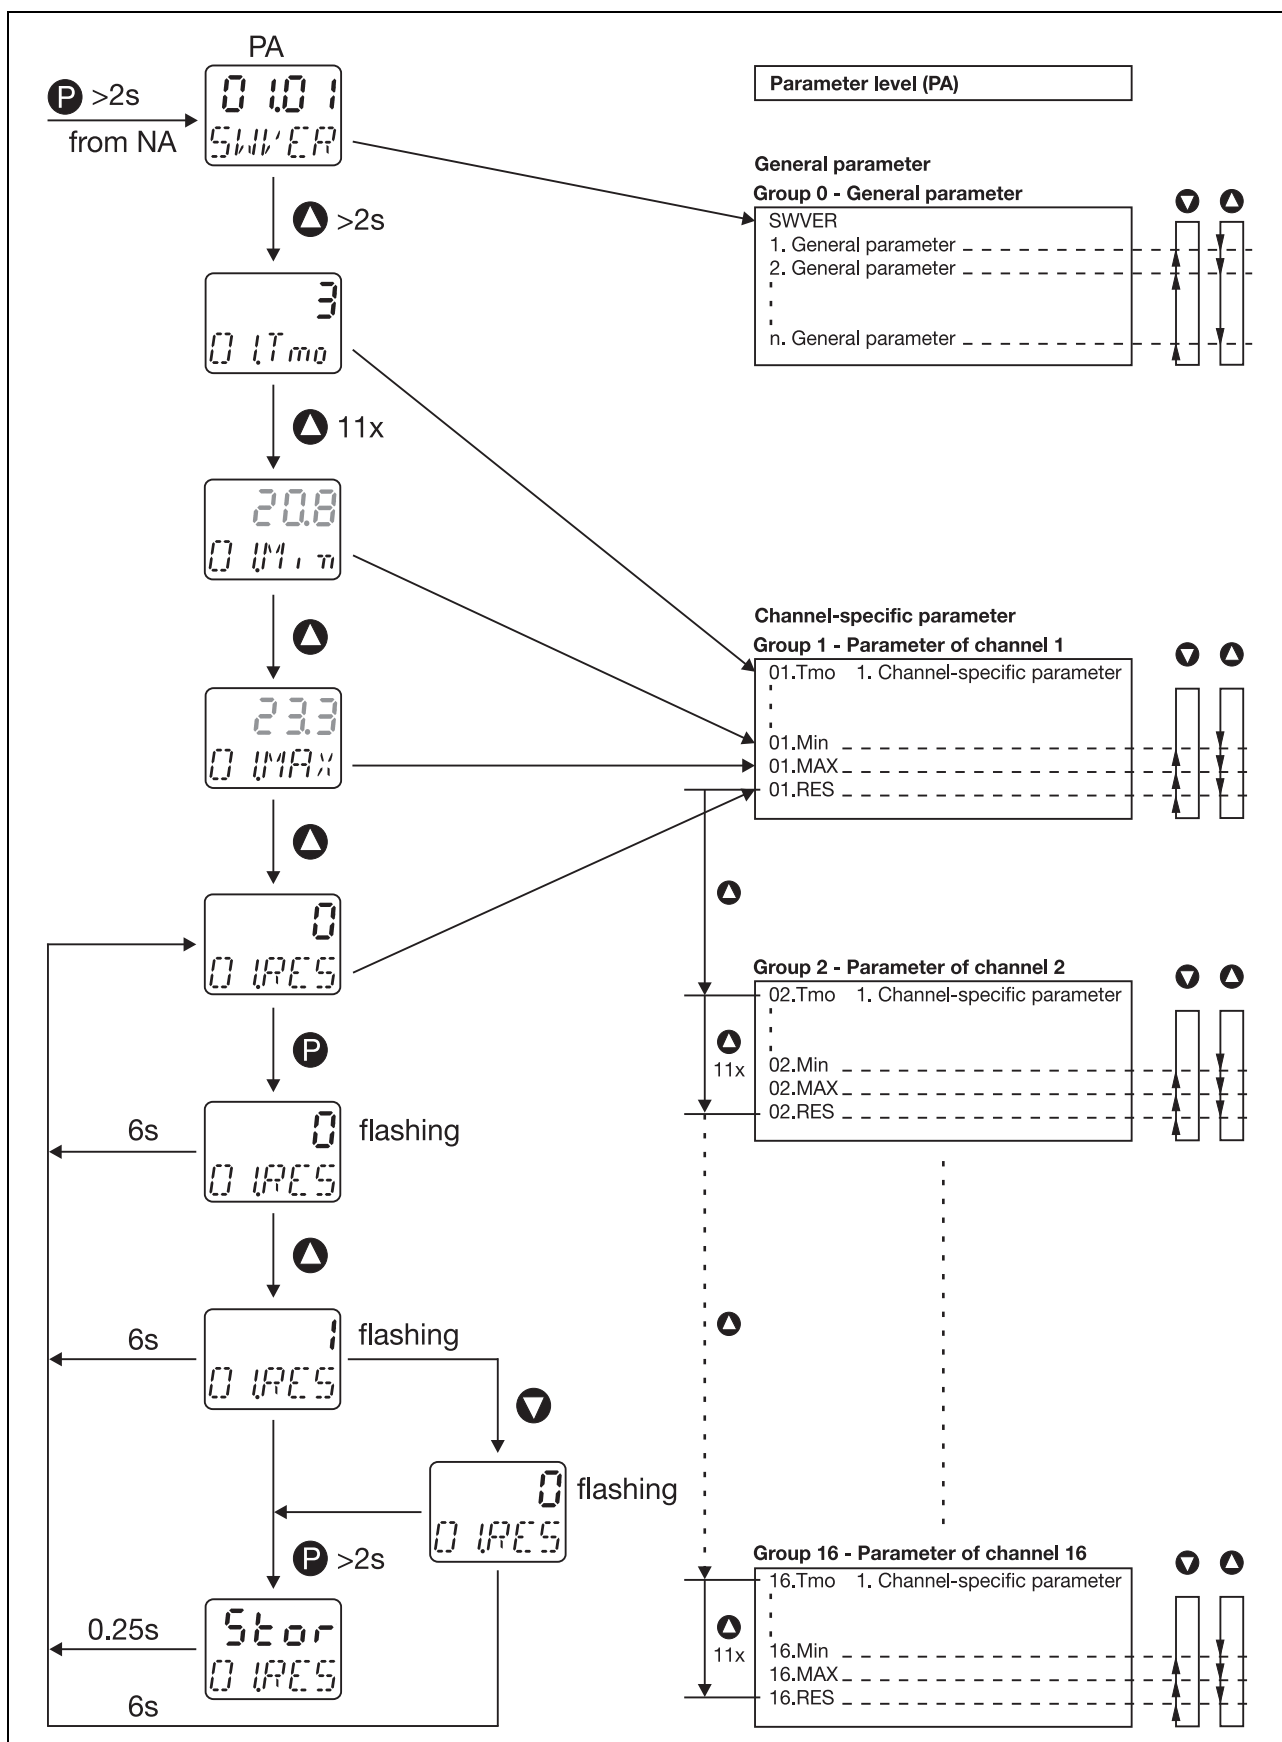 PA
01.01
SWVER
P >2s
from NA
>2s
3
01.Tmo
11x
20.8
01.Min
23.3
01.MAX
0
01.RES
P
0
01.RES
flashing
6s
1
01.RES
flashing
6s
0
01.RES
flashing
P >2s
Stor
01.RES
0.25s
6s
Parameter level (PA)
General parameter
Group 0 - General parameter
SWVER
1. General parameter
2. General parameter
n. General parameter
Channel-specific parameter
Group 1 - Parameter of channel 1
01.Tmo 1. Channel-specific parameter
01.Min
01.MAX
01.RES
Group 2 - Parameter of channel 2
02.Tmo 1. Channel-specific parameter
11x
02.Min
02.MAX
02.RES
Group 16 - Parameter of channel 16
16.Tmo 1. Channel-specific parameter
11x
16.Min
16.MAX
16.RES